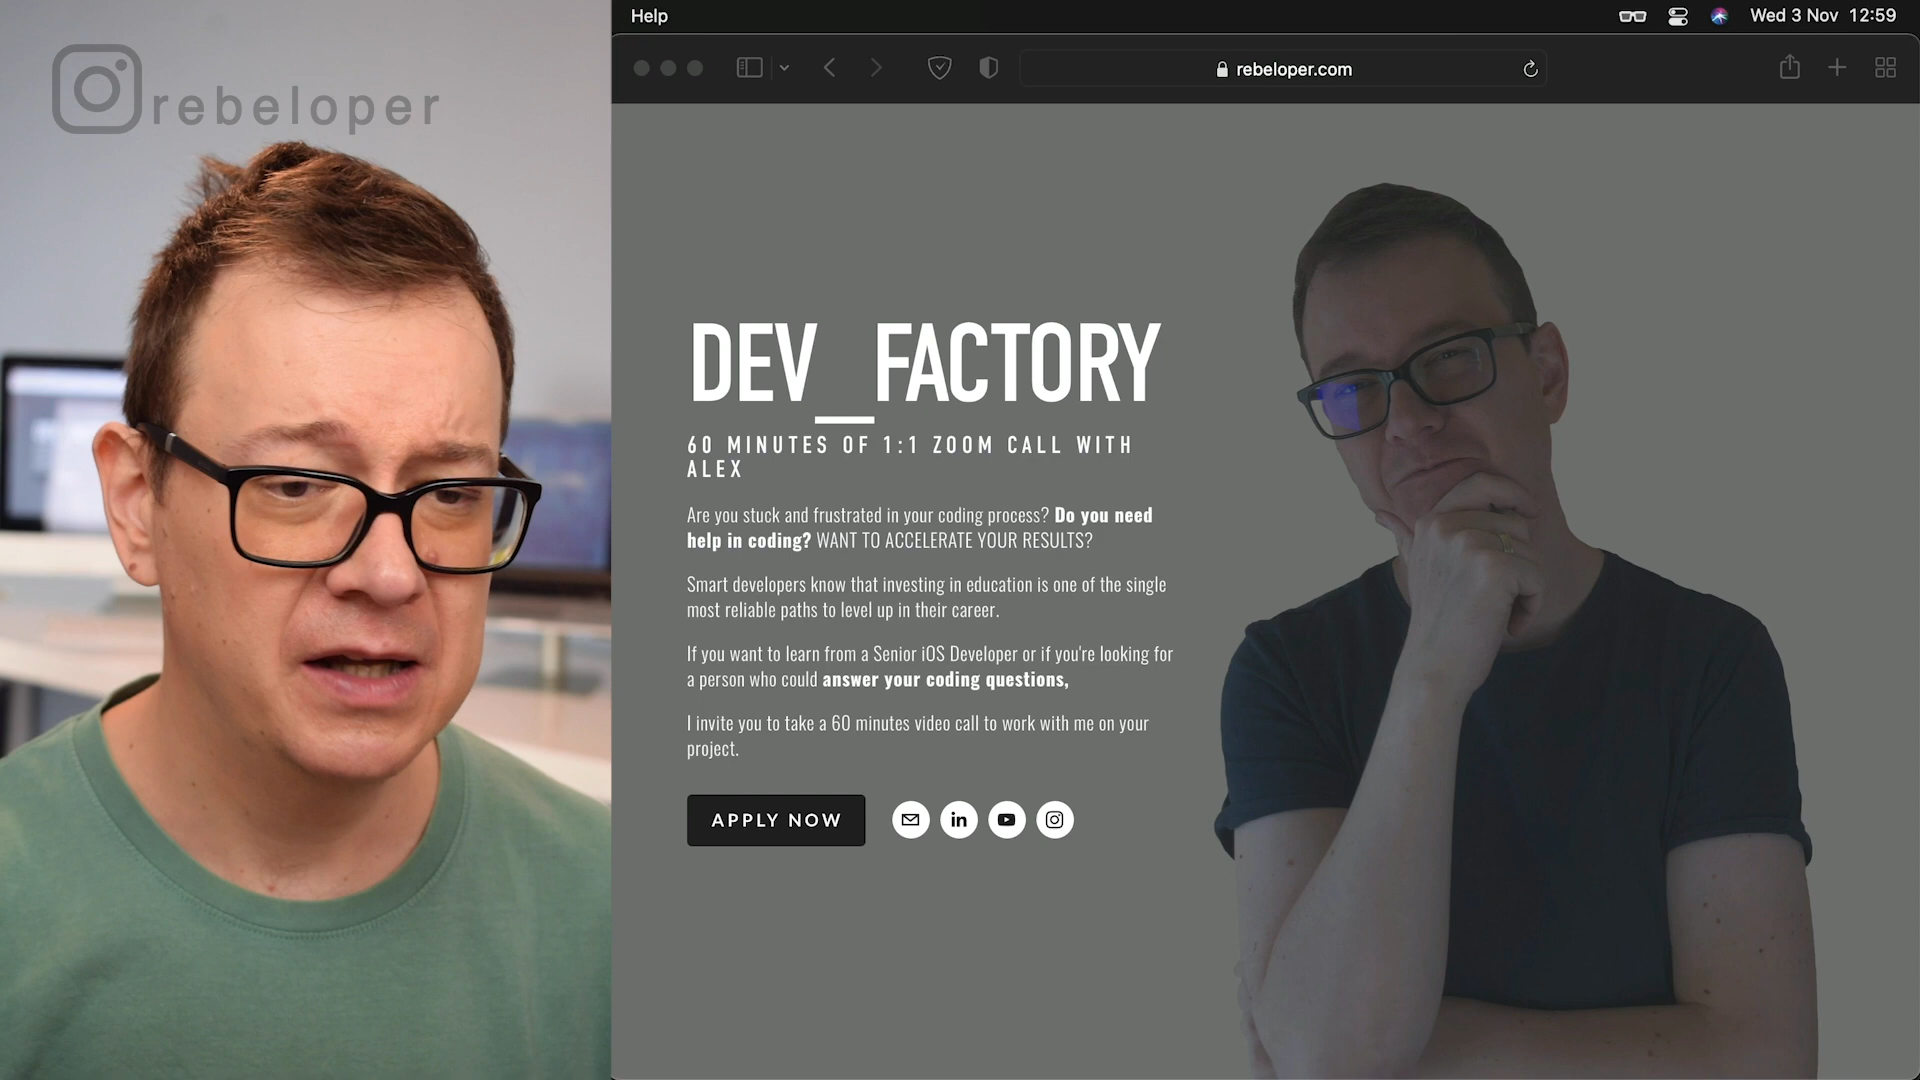 rebeloper
Help
Wed 3 Nov 12:59
rebeloper.com
DEV_FACTORY
60 MINUTES OF 1:1 ZOOM CALL WITH
ALEX
Are you stuck and frustrated in your coding process? Do you need
help in coding? WANT TO ACCELERATE YOUR RESULTS?
Smart developers know that investing in education is one of the single
most reliable paths to level up in their career.
If you want to learn from a Senior iOS Developer or if you're looking for
a person who could answer your coding questions,
I invite you to take a 60 minutes video call to work with me on your
project.
APPLY NOW
in